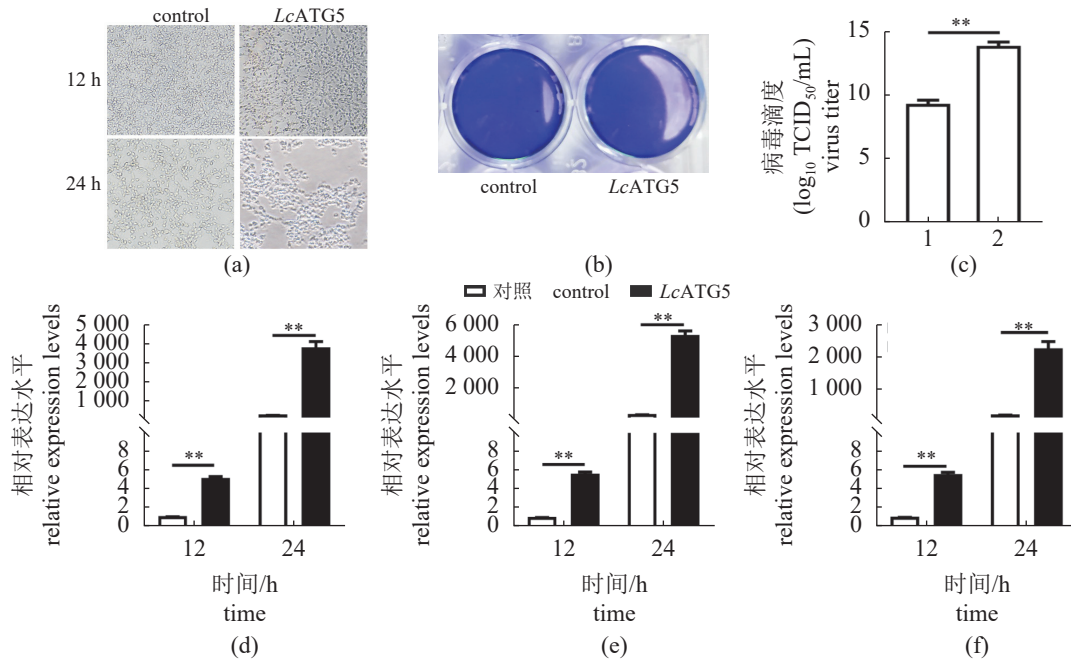 control LcATG5
12 h
24 h
(a)
control LcATG5
(b)
病毒滴度
(log₁₀ TCID₅₀/mL)
virus titer
15
10
5
0
**
1 2
(c)
对照 control LcATG5
相对表达水平
relative expression levels
5 000
4 000
3 000
2 000
1 000
8
6
4
2
0
**
**
12 24
时间/h
time
(d)
相对表达水平
relative expression levels
6 000
4 000
2 000
8
6
4
2
0
**
**
12 24
时间/h
time
(e)
相对表达水平
relative expression levels
3 000
2 000
1 000
8
6
4
2
0
**
**
12 24
时间/h
time
(f)